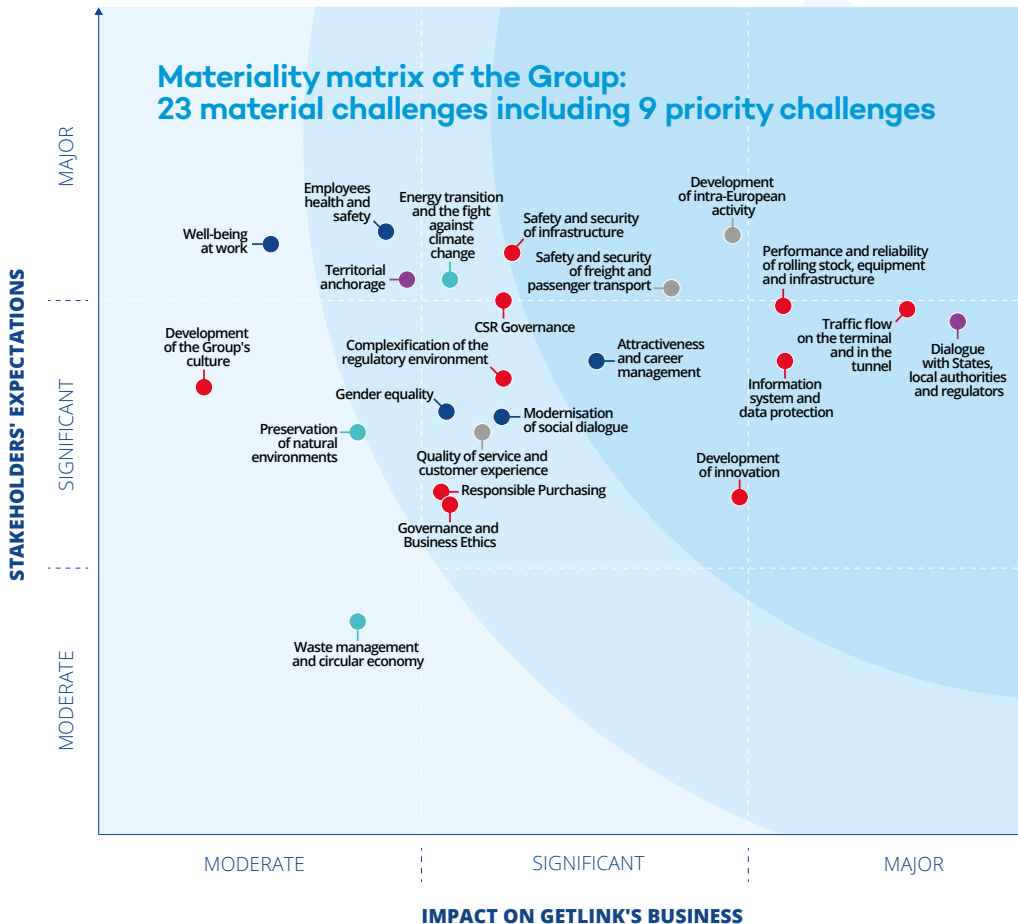 Materiality matrix of the Group:
23 material challenges including 9 priority challenges
STAKEHOLDERS' EXPECTATIONS
MAJOR
SIGNIFICANT
MODERATE
Well-being
at work
Employees
health and
safety
Energy transition
and the fight
against
climate
change
Territorial
anchorage
Safety and security
of infrastructure
Safety and security
of freight and
passenger transport
Development
of intra-European
activity
Performance and reliability
of rolling stock, equipment
and infrastructure
CSR Governance
Traffic flow
on the terminal
and in the
tunnel
Dialogue
with States,
local authorities
and regulators
Development
of the Group's
culture
Complexification of the
regulatory environment
Attractiveness
and career
management
Information
system and
data protection
Gender equality
Modernisation
of social dialogue
Preservation
of natural
environments
Quality of service and
customer experience
Development
of innovation
Responsible Purchasing
Governance and
Business Ethics
Waste management
and circular economy
MODERATE
SIGNIFICANT
MAJOR
IMPACT ON GETLINK'S BUSINESS